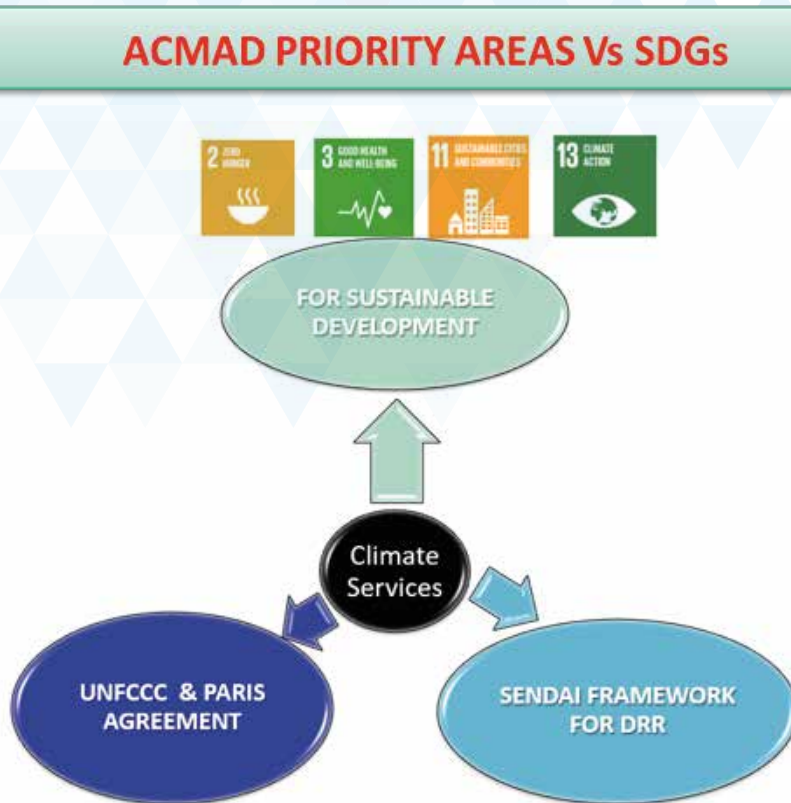 ACMAD PRIORITY AREAS Vs SDGs
2 ZERO
HUNGER
3 GOOD HEALTH
AND WELL-BEING
11 SUSTAINABLE CITIES
AND COMMUNITIES
13 CLIMATE
ACTION
FOR SUSTAINABLE
DEVELOPMENT
Climate
Services
UNFCCC & PARIS
AGREEMENT
SENDAI FRAMEWORK
FOR DRR